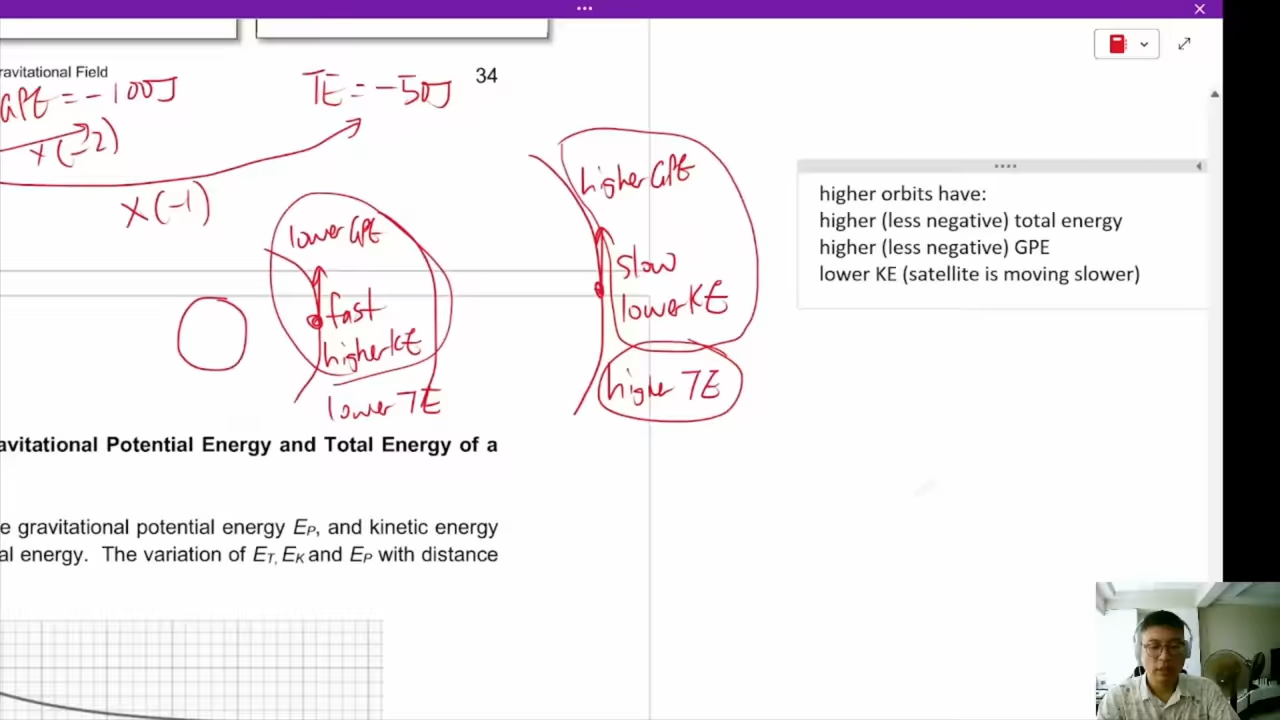 ravitational Field
34
GPE = -100J
TE = -50J
x(-2)
x(-1)
lower GPE
fast
higher KE
lower TE
higher GPE
slow
lower KE
higher TE
higher orbits have:
higher (less negative) total energy
higher (less negative) GPE
lower KE (satellite is moving slower)
avitational Potential Energy and Total Energy of a
e gravitational potential energy EP, and kinetic energy
al energy. The variation of ET, EK and EP with distance